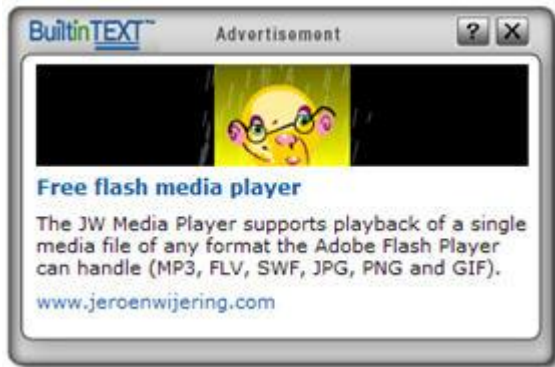 BuiltinTEXT™ Advertisement ? X
Free flash media player
The JW Media Player supports playback of a single
media file of any format the Adobe Flash Player
can handle (MP3, FLV, SWF, JPG, PNG and GIF).
www.jeroenwijering.com